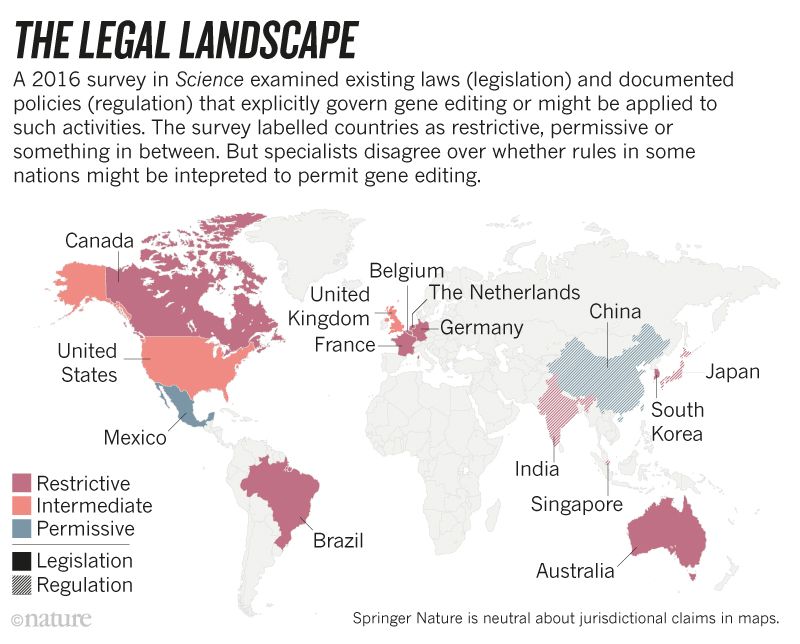 THE LEGAL LANDSCAPE
A 2016 survey in Science examined existing laws (legislation) and documented
policies (regulation) that explicitly govern gene editing or might be applied to
such activities. The survey labelled countries as restrictive, permissive or
something in between. But specialists disagree over whether rules in some
nations might be intepreted to permit gene editing.
Canada
Belgium
United
Kingdom
The Netherlands
China
Germany
France
United
States
Japan
South
Korea
Mexico
India
Singapore
Brazil
Australia
Restrictive
Intermediate
Permissive
Legislation
Regulation
©nature
Springer Nature is neutral about jurisdictional claims in maps.